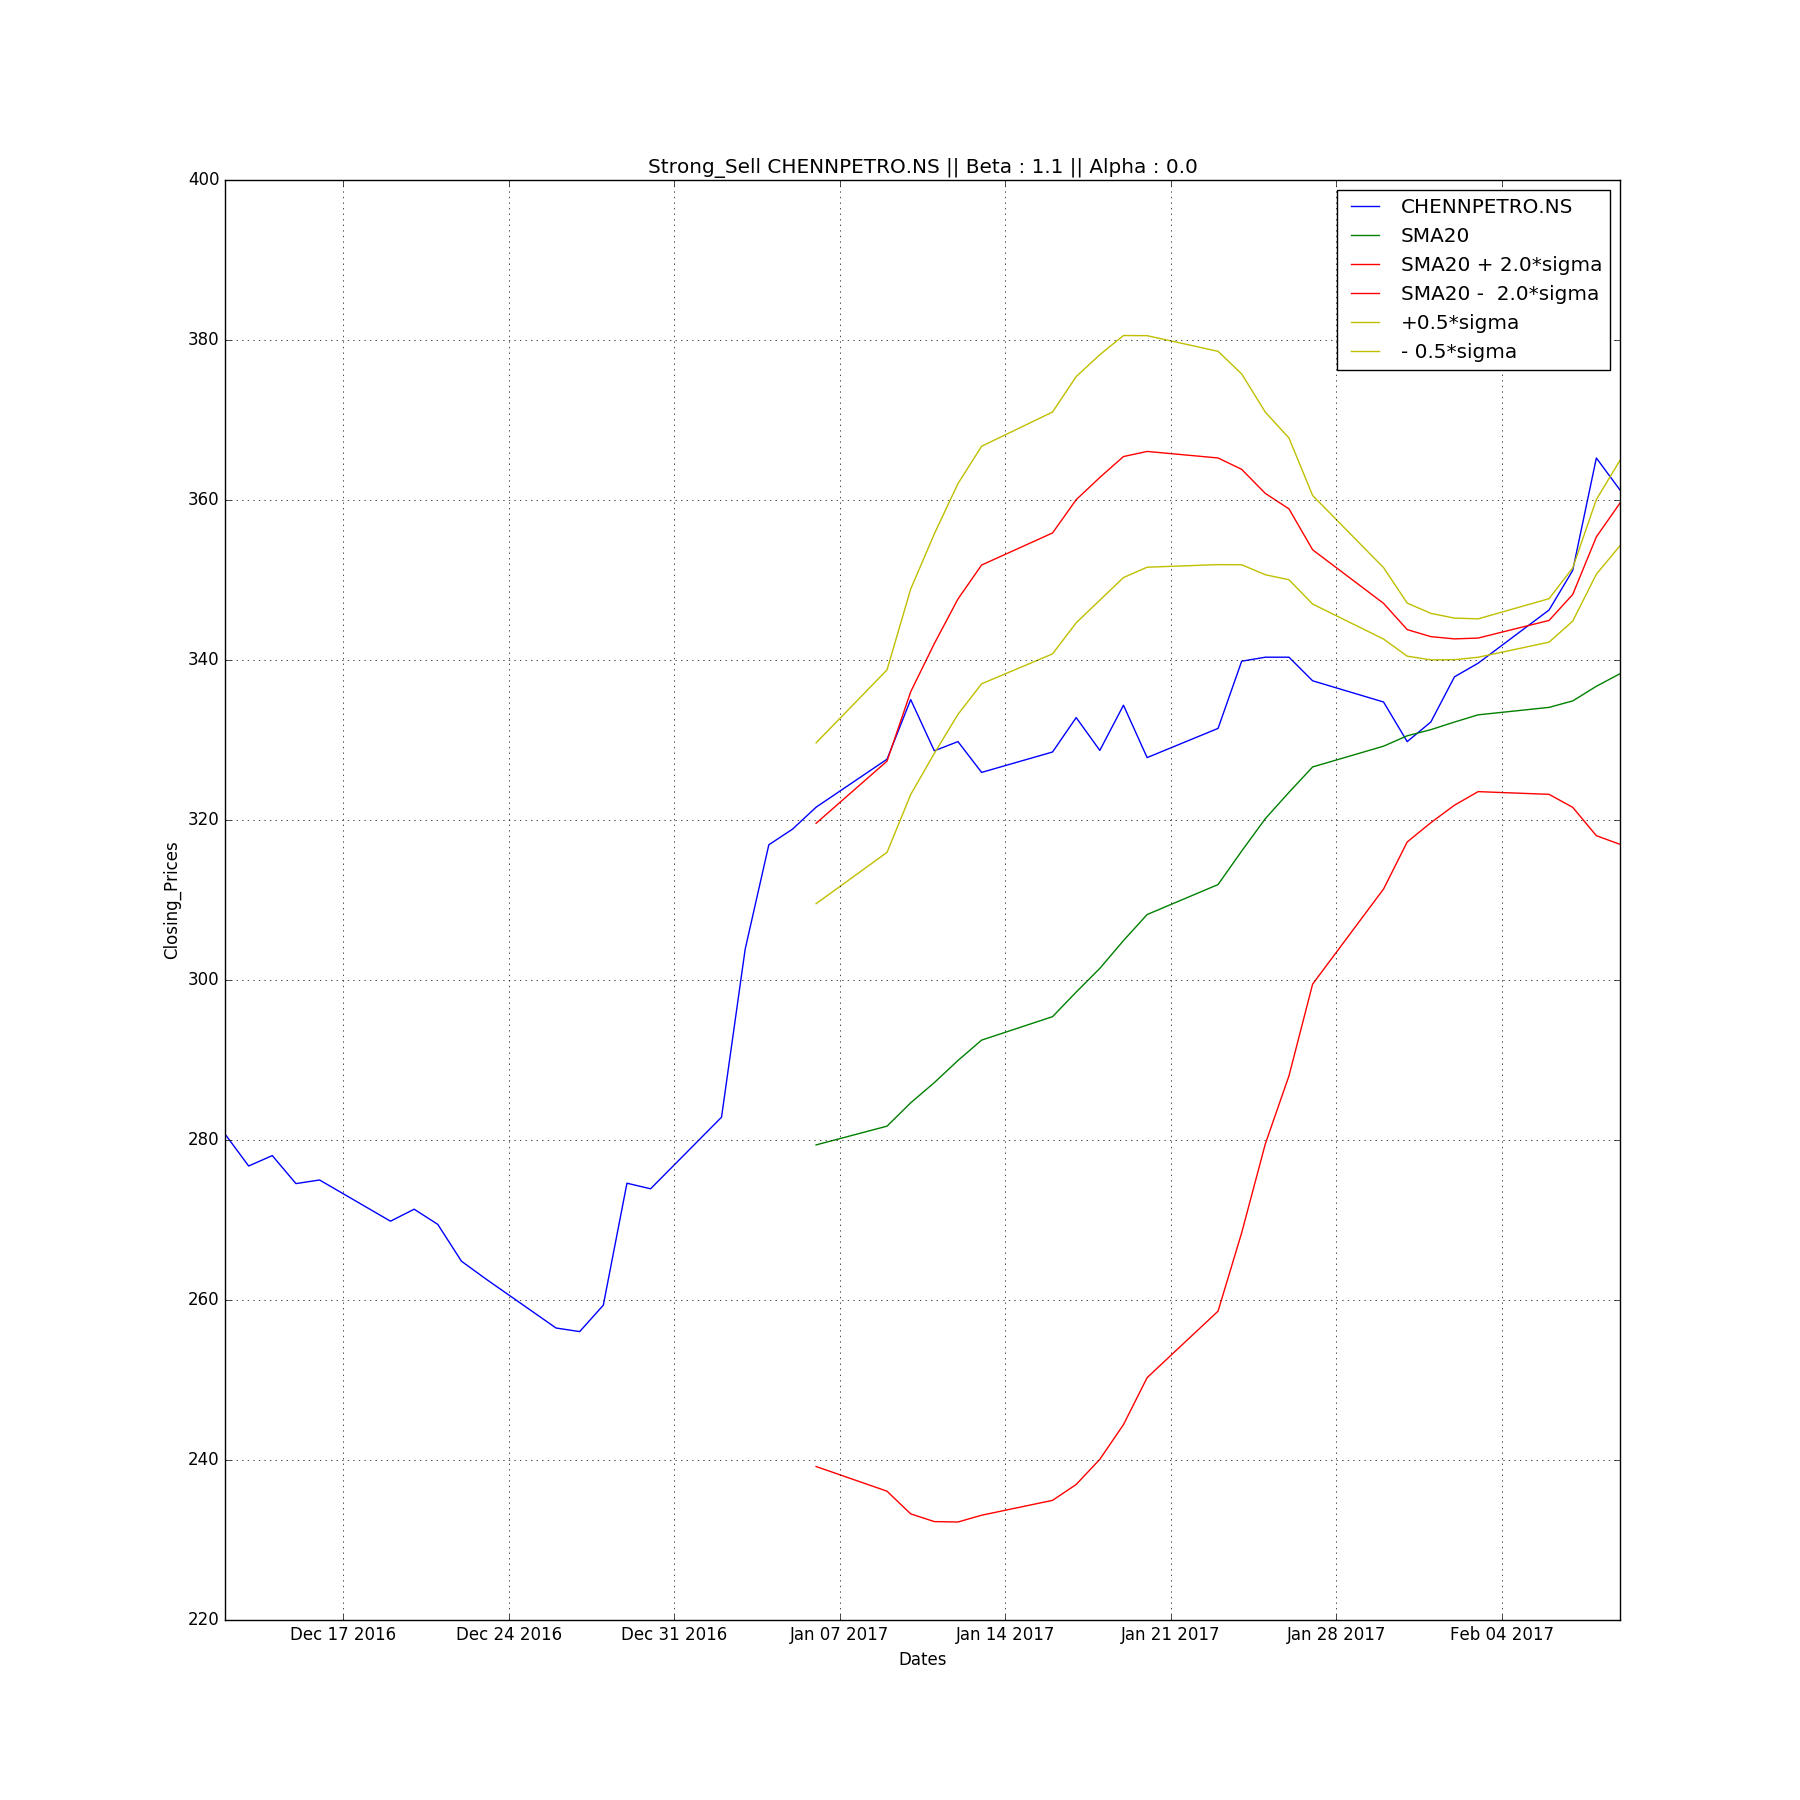 Strong_Sell CHENNPETRO.NS || Beta : 1.1 || Alpha : 0.0
400
380
360
340
320
300
280
260
240
220
Closing_Prices
CHENNPETRO.NS
SMA20
SMA20 + 2.0*sigma
SMA20 -  2.0*sigma
+0.5*sigma
- 0.5*sigma
Dec 17 2016 Dec 24 2016 Dec 31 2016 Jan 07 2017 Jan 14 2017 Jan 21 2017 Jan 28 2017 Feb 04 2017
Dates